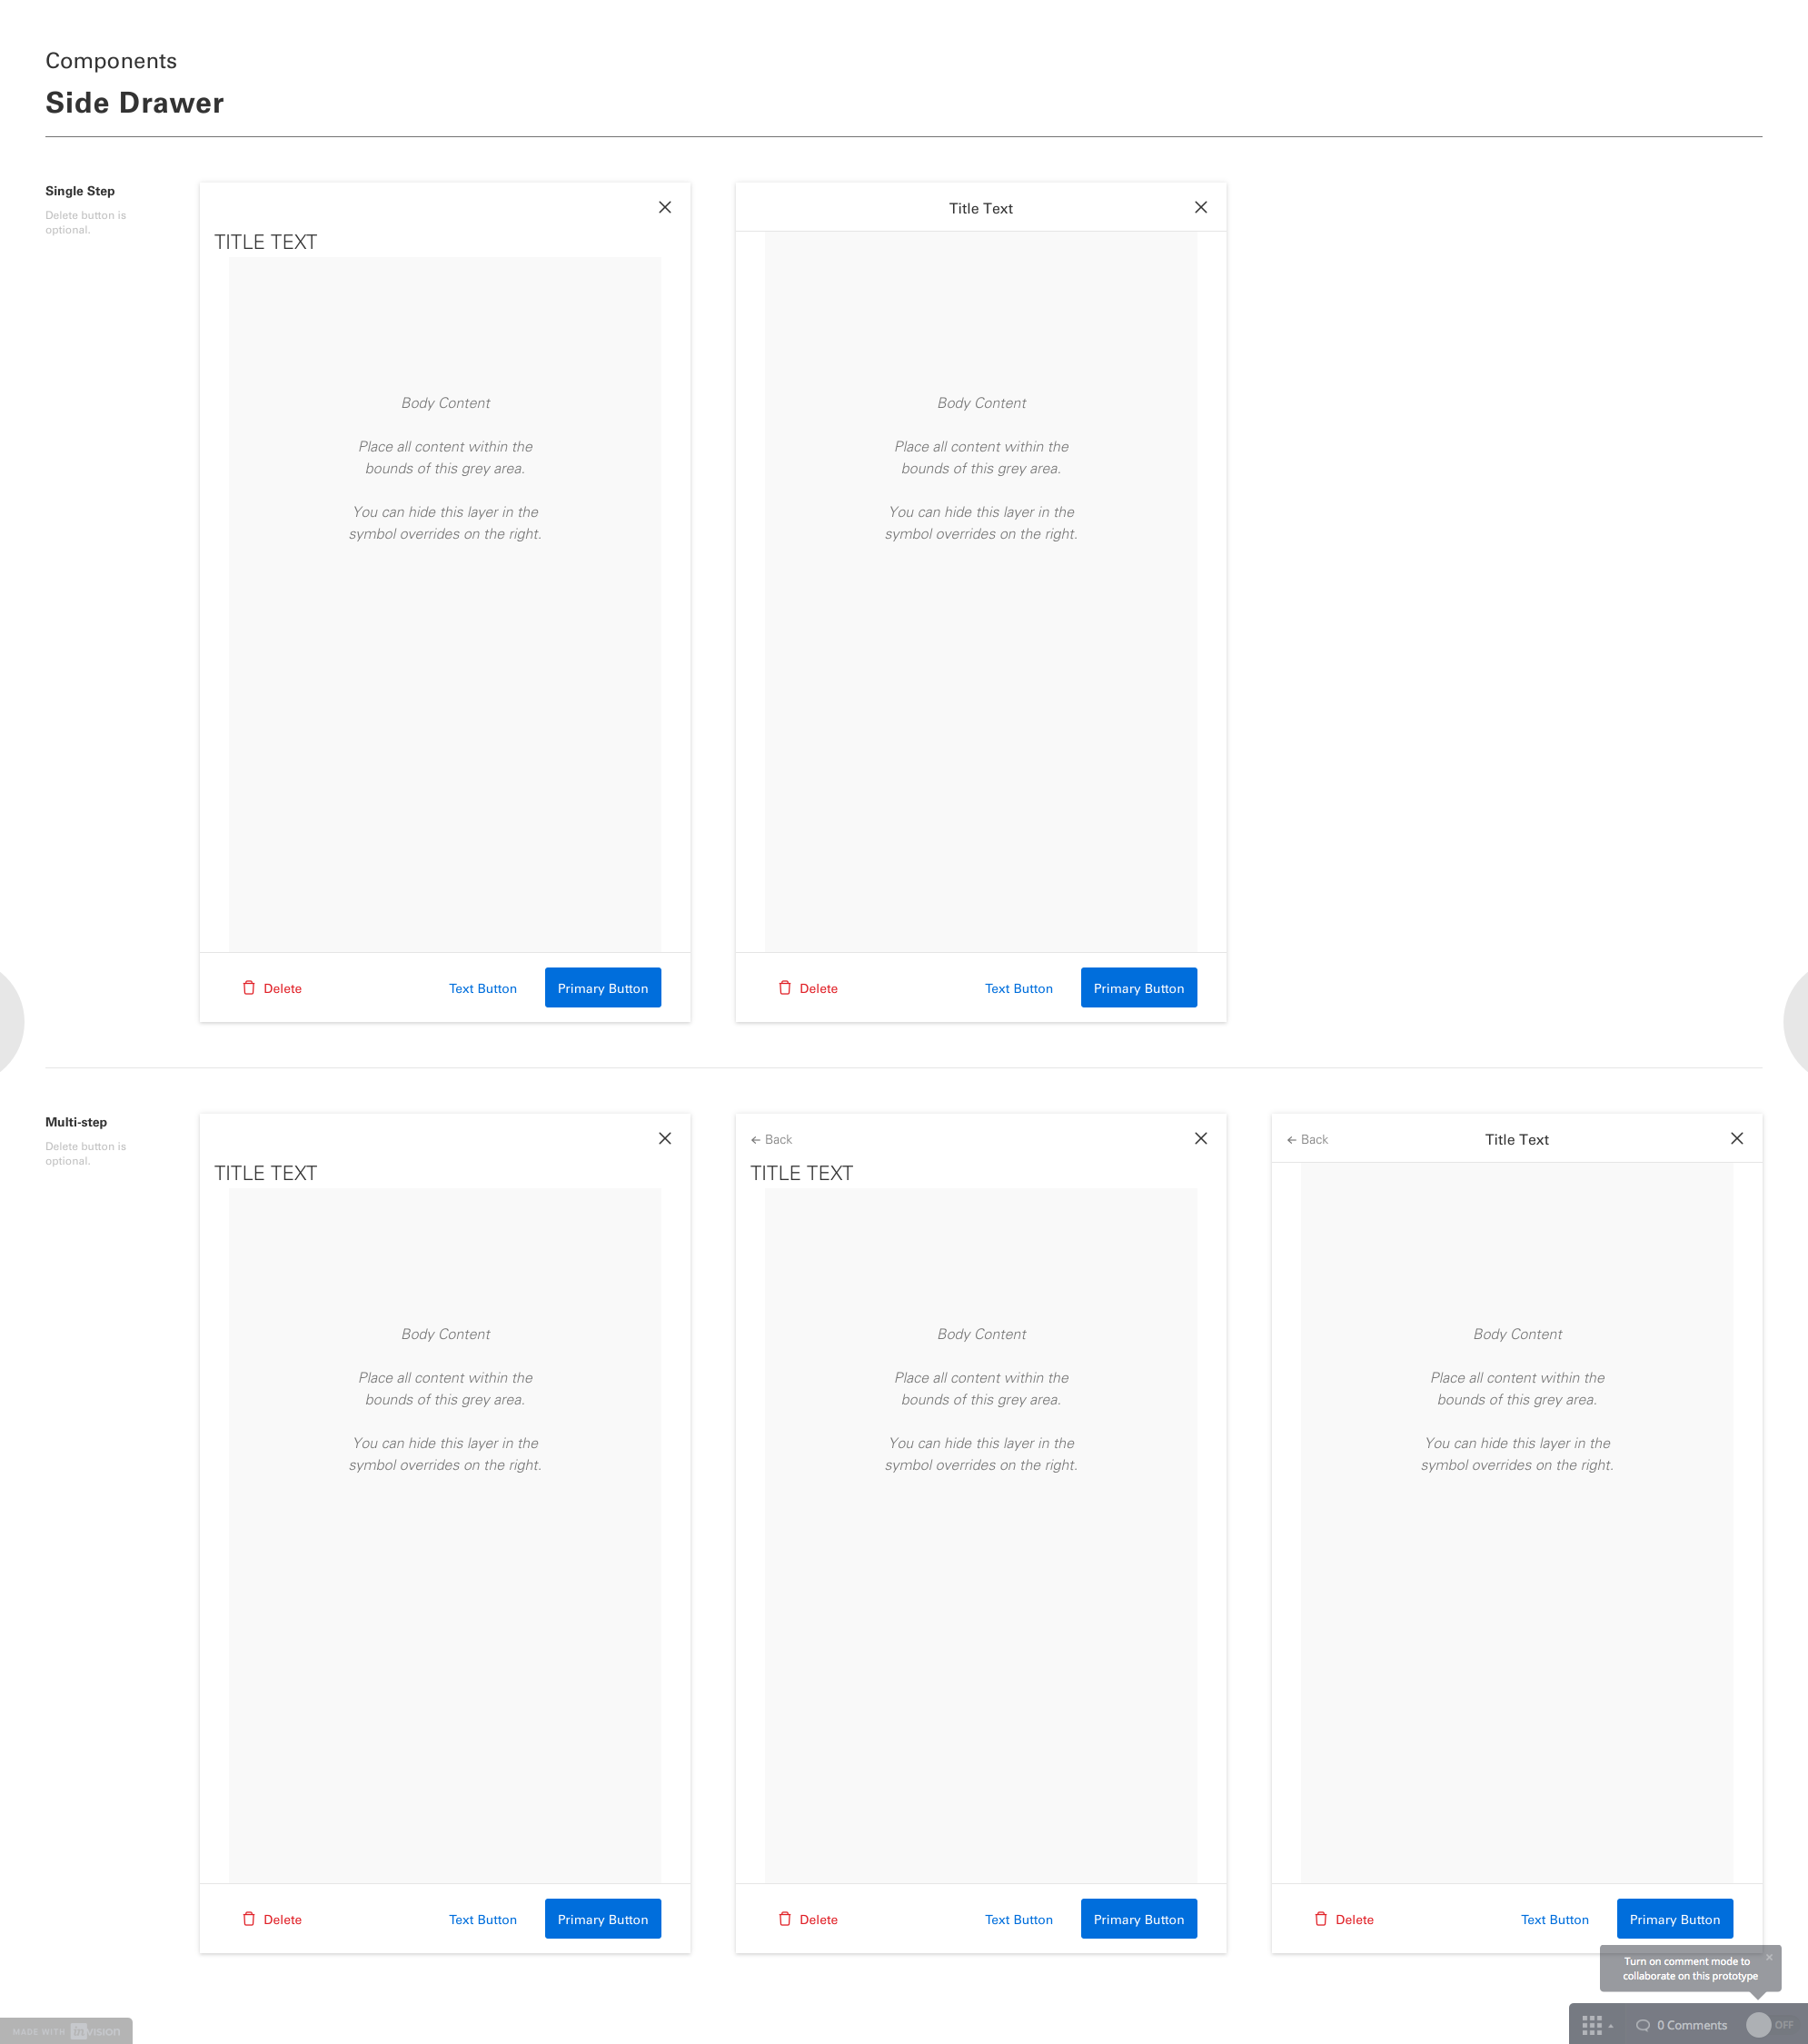 Components
Side Drawer
Single Step
Delete button is
optional.
TITLE TEXT
Body Content
Place all content within the
bounds of this grey area.
You can hide this layer in the
symbol overrides on the right.
Delete
Text Button
Primary Button
Title Text
Body Content
Place all content within the
bounds of this grey area.
You can hide this layer in the
symbol overrides on the right.
Delete
Text Button
Primary Button
Multi-step
Delete button is
optional.
TITLE TEXT
Body Content
Place all content within the
bounds of this grey area.
You can hide this layer in the
symbol overrides on the right.
Delete
Text Button
Primary Button
← Back
TITLE TEXT
Body Content
Place all content within the
bounds of this grey area.
You can hide this layer in the
symbol overrides on the right.
Delete
Text Button
Primary Button
← Back
Title Text
Body Content
Place all content within the
bounds of this grey area.
You can hide this layer in the
symbol overrides on the right.
Delete
Text Button
Primary Button
Turn on comment mode to
collaborate on this prototype
MADE WITH inVISION
0 Comments
OFF